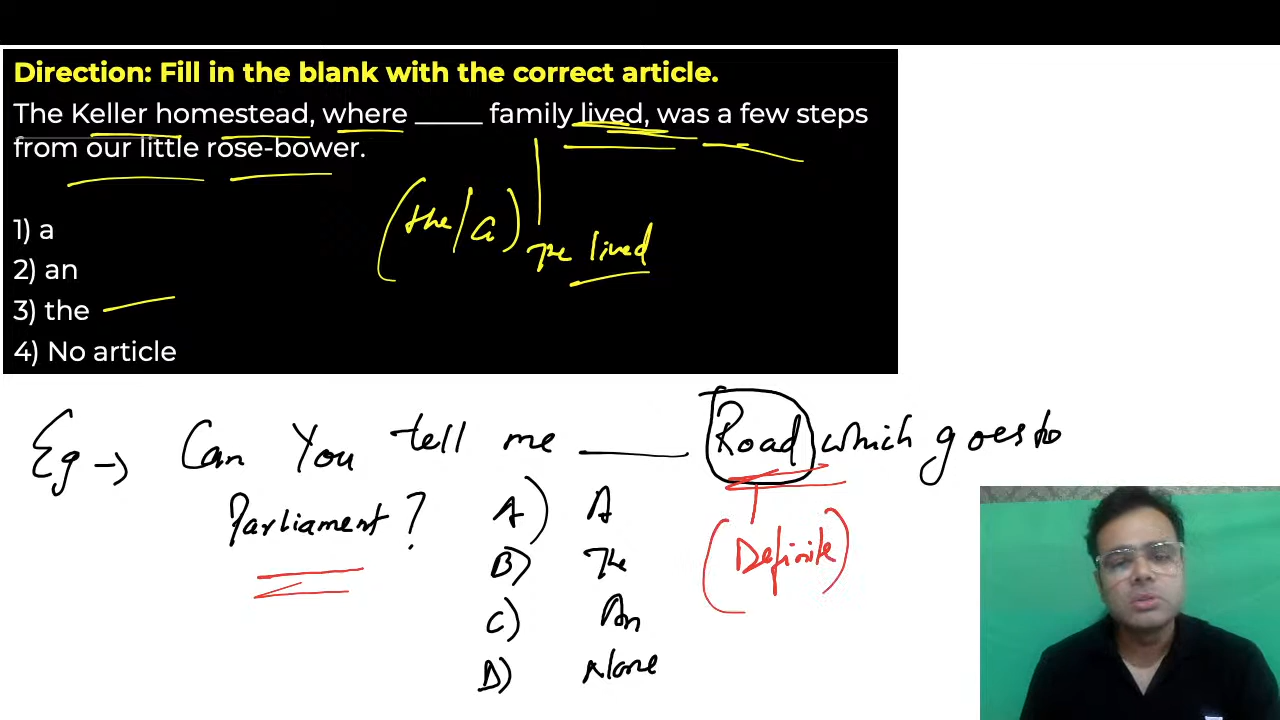 Direction: Fill in the blank with the correct article.
The Keller homestead, where _____ family lived, was a few steps
from our little rose-bower.
1) a
2) an
3) the
4) No article
(the/a)
The lived
Eg → Can You tell me _____ Road which goes to
Parliament?
A) A
B) The
C) An
D) None
(Definite)